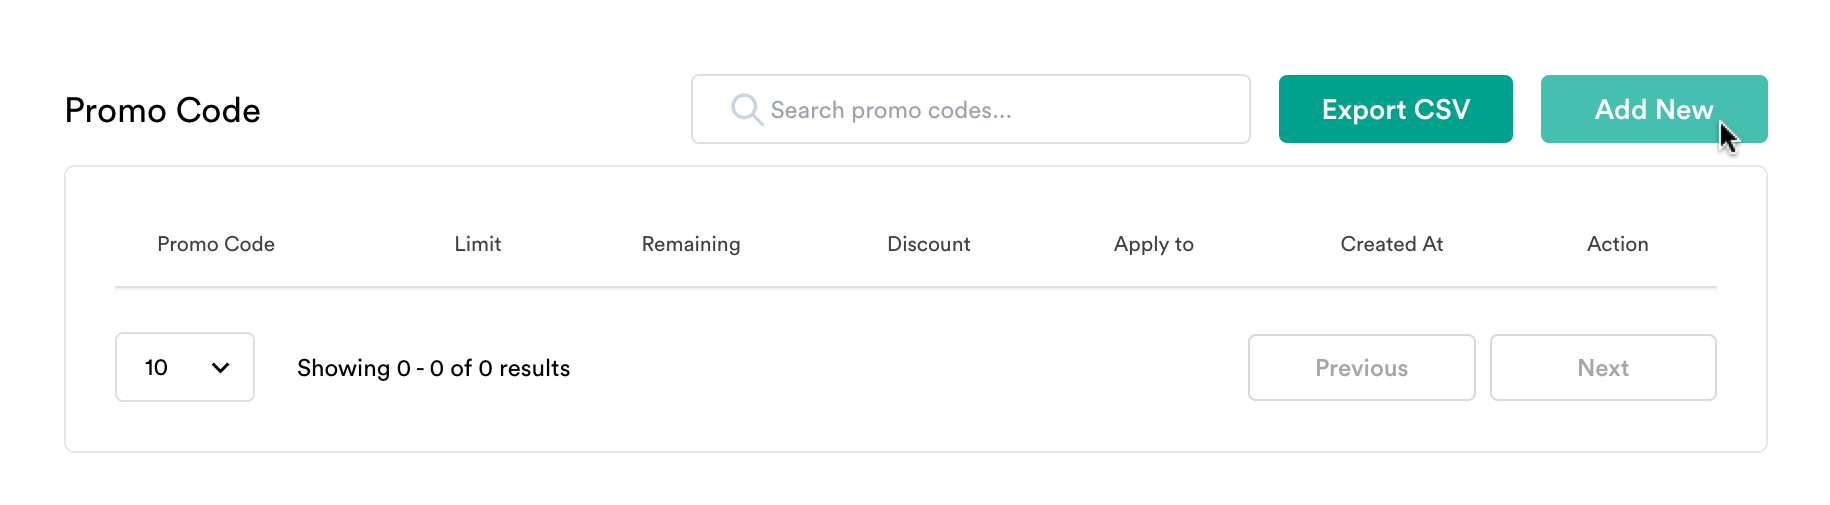 Promo Code
Search promo codes...
Export CSV
Add New
Promo Code Limit Remaining Discount Apply to Created At Action
10
Showing 0 - 0 of 0 results
Previous
Next